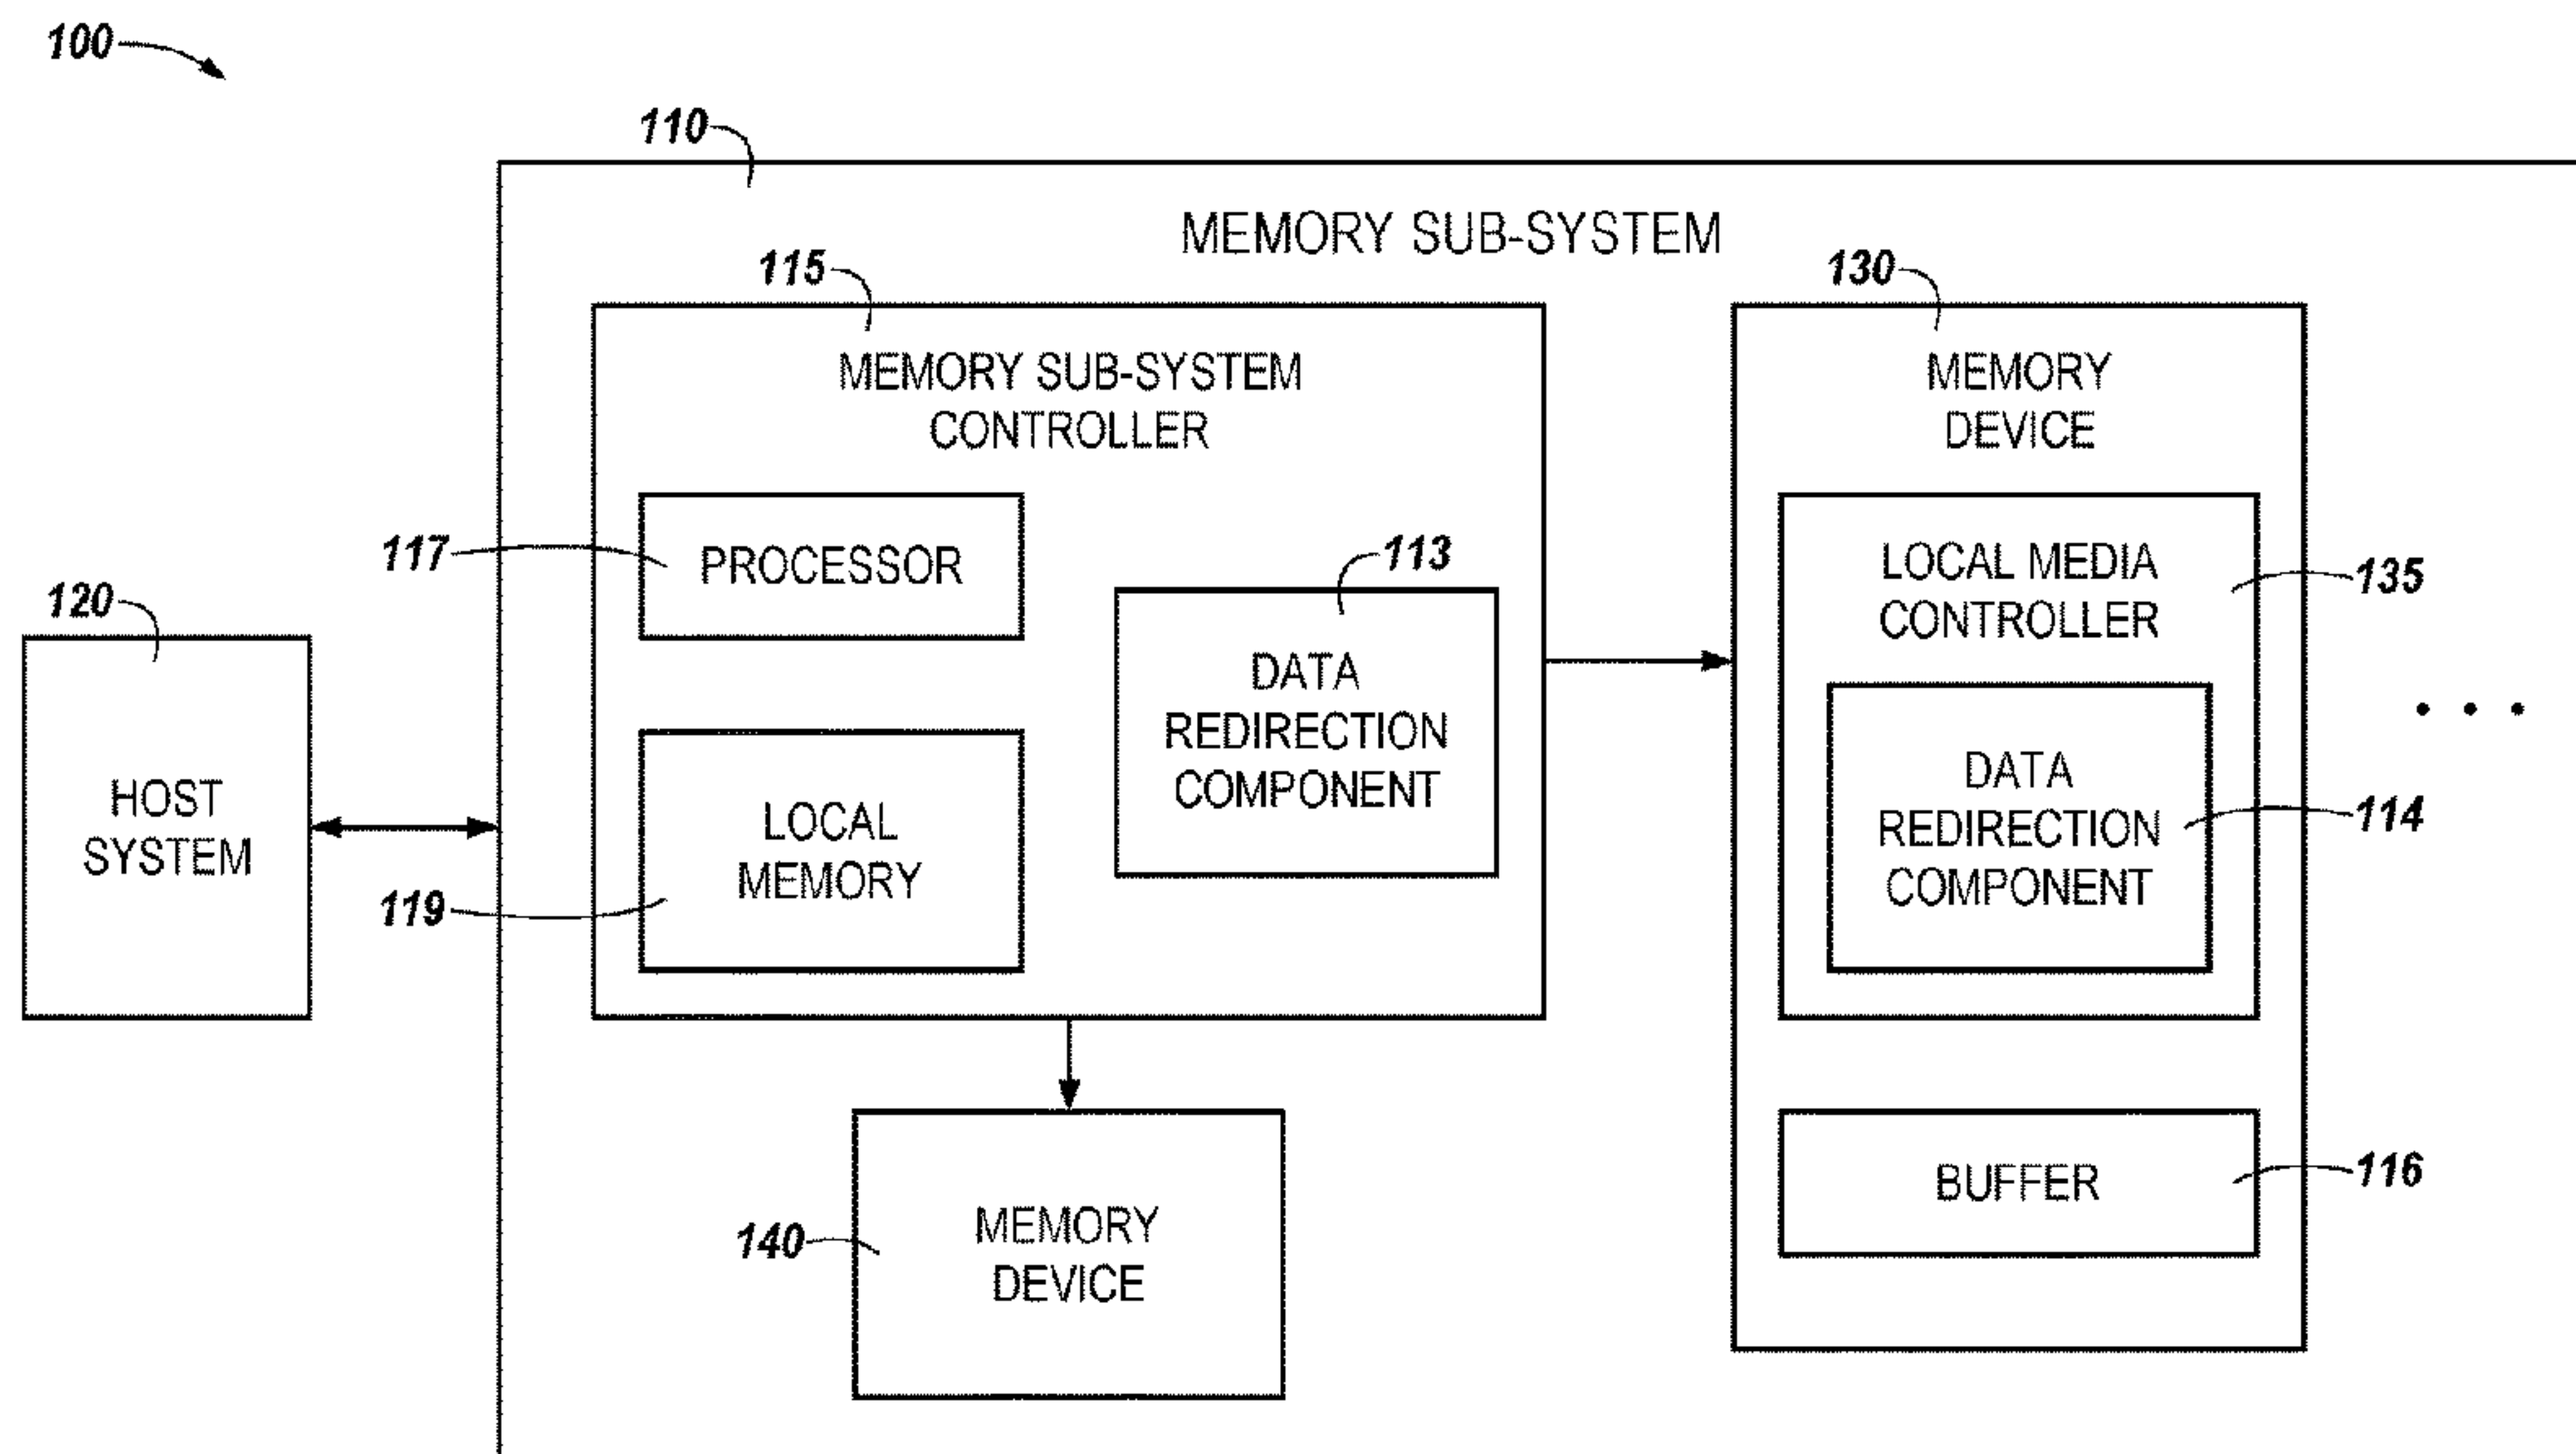 100
110
MEMORY SUB-SYSTEM
115
MEMORY SUB-SYSTEM
CONTROLLER
117
PROCESSOR
113
DATA
REDIRECTION
COMPONENT
119
LOCAL
MEMORY
120
HOST
SYSTEM
130
MEMORY
DEVICE
135
LOCAL MEDIA
CONTROLLER
114
DATA
REDIRECTION
COMPONENT
• • •
116
BUFFER
140
MEMORY
DEVICE